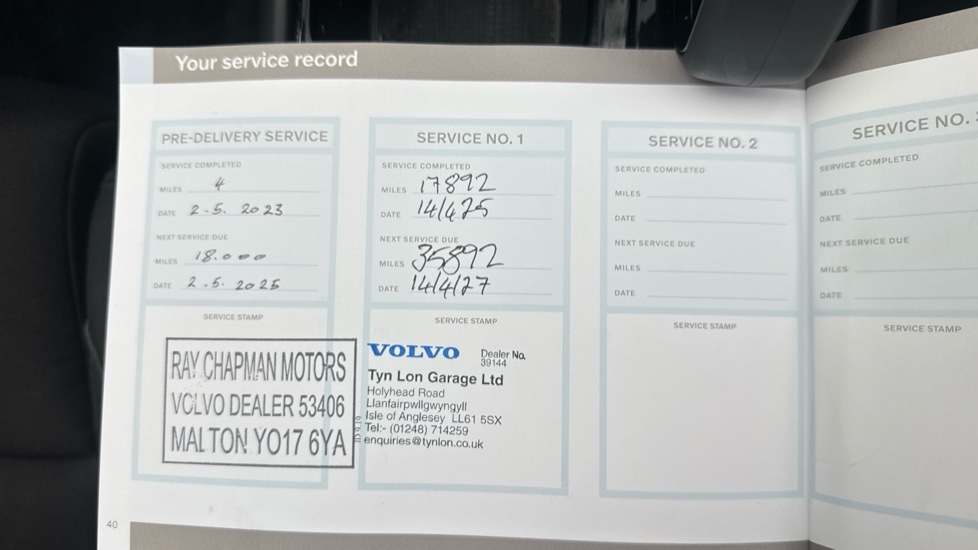 Your service record
PRE-DELIVERY SERVICE
SERVICE COMPLETED
MILES 4
DATE 2.5. 2023
NEXT SERVICE DUE
MILES 18.000
DATE 2.5. 2025
SERVICE STAMP
RAY CHAPMAN MOTORS
VOLVO DEALER 53406
MALTON YO17 6YA
SERVICE NO. 1
SERVICE COMPLETED
MILES 17892
DATE 14/4/25
NEXT SERVICE DUE
MILES 35892
DATE 14/4/27
SERVICE STAMP
VOLVO Dealer No.
39144
Tyn Lon Garage Ltd
Holyhead Road
Llanfairpwllgwyngyll
Isle of Anglesey LL61 5SX
Tel:- (01248) 714259
enquiries@tynlon.co.uk
SERVICE NO. 2
SERVICE COMPLETED
MILES
DATE
NEXT SERVICE DUE
MILES
DATE
SERVICE STAMP
SERVICE NO.
SERVICE COMPLETED
MILES
DATE
NEXT SERVICE DUE
MILES
DATE
SERVICE STAMP
40